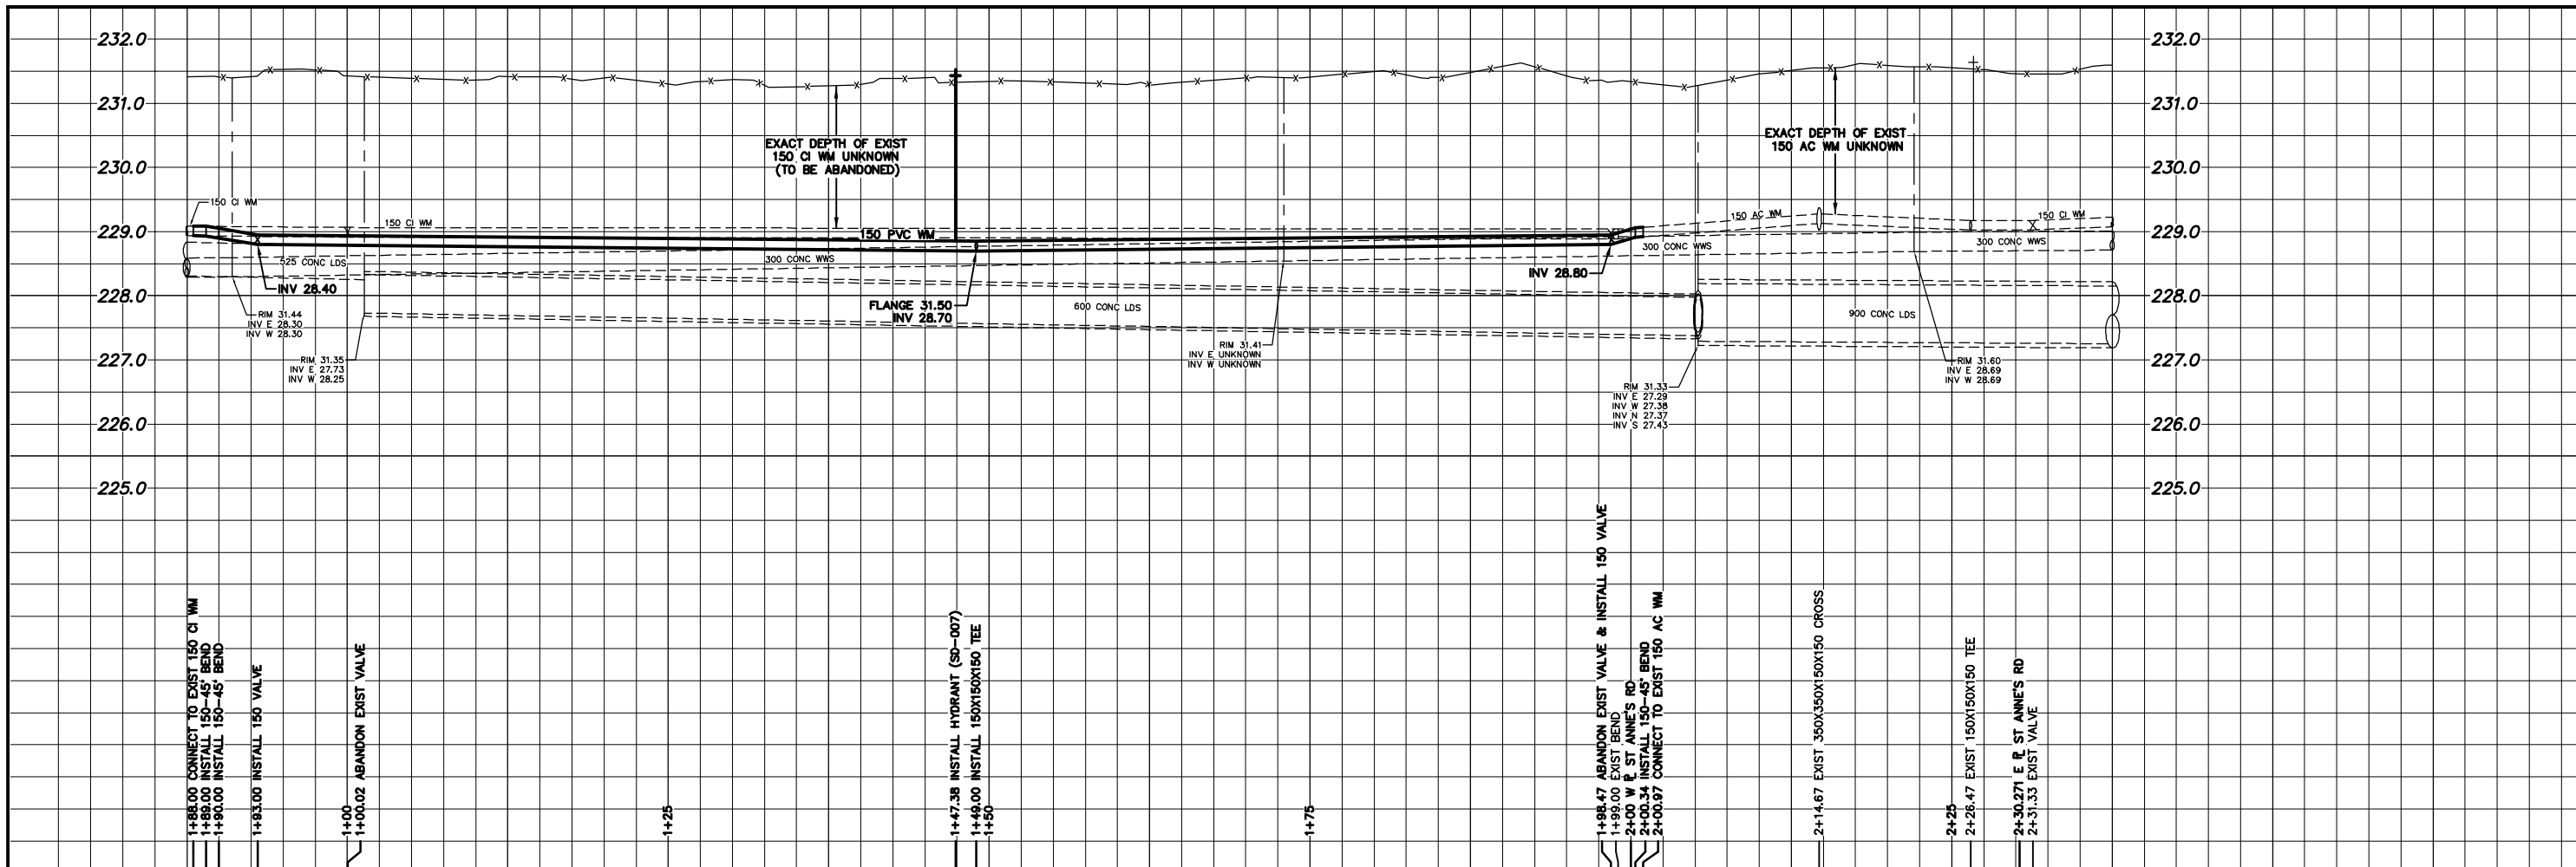 232.0
231.0
230.0
229.0
228.0
227.0
226.0
225.0
150 CI WM
150 CI WM
525 CONC LDS
INV 28.40
RIM 31.44
INV E 28.30
INV W 28.30
RIM 31.35
INV E 27.73
INV W 28.25
EXACT DEPTH OF EXIST
150 CI WM UNKNOWN
(TO BE ABANDONED)
150 PVC WM
300 CONC WWS
FLANGE 31.50
INV 28.70
600 CONC LDS
RIM 31.41
INV E UNKNOWN
INV W UNKNOWN
INV 28.80
300 CONC WWS
RIM 31.33
INV E 27.29
INV W 27.38
INV N 27.37
INV S 27.43
EXACT DEPTH OF EXIST
150 AC WM UNKNOWN
150 AC WM
900 CONC LDS
150 CI WM
300 CONC WWS
RIM 31.60
INV E 28.69
INV W 28.69
232.0
231.0
230.0
229.0
228.0
227.0
226.0
225.0
1+88.00 CONNECT TO EXIST 150 CI WM
1+89.00 INSTALL 150-45° BEND
1+90.00 INSTALL 150-45° BEND
1+93.00 INSTALL 150 VALVE
1+00
1+00.02 ABANDON EXIST VALVE
1+25
1+47.38 INSTALL HYDRANT (SD-007)
1+49.00 INSTALL 150X150X150 TEE
1+50
1+75
1+98.47 ABANDON EXIST VALVE & INSTALL 150 VALVE
1+99.00 EXIST BEND
2+00 W PL ST ANNE'S RD
2+00.34 INSTALL 150-45° BEND
2+00.97 CONNECT TO EXIST 150 AC WM
2+14.67 EXIST 350X350X150X150 CROSS
2+25
2+26.47 EXIST 150X150X150 TEE
2+30.271 E PL ST ANNE'S RD
2+31.33 EXIST VALVE